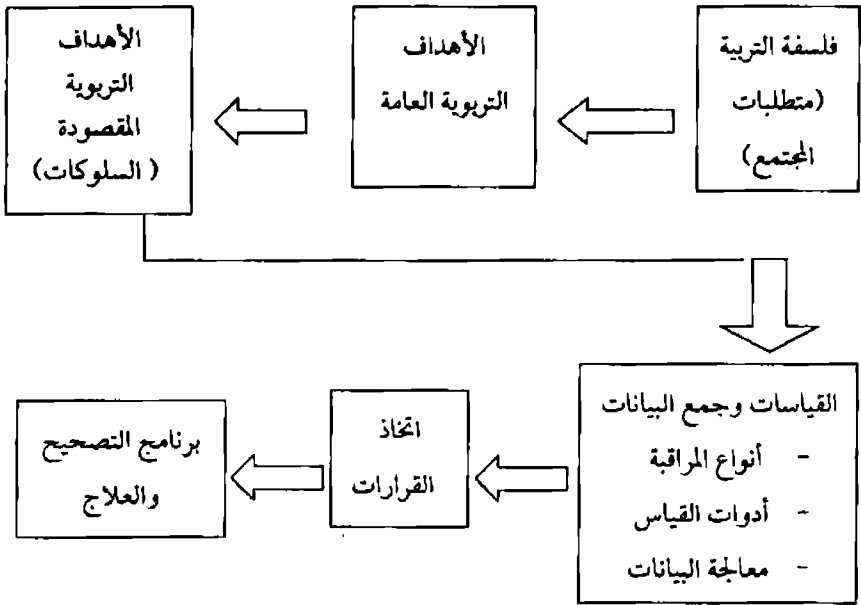 فلسفة التربية
(متطلبات
المجتمع)
الأهداف
التربوية العامة
الأهداف
التربوية
المقصودة
( السلوكات)
القياسات وجمع البيانات
- أنواع المراقبة
- أدوات القياس
- معالجة البيانات
اتخاذ
القرارات
برنامج التصحيح
والعلاج